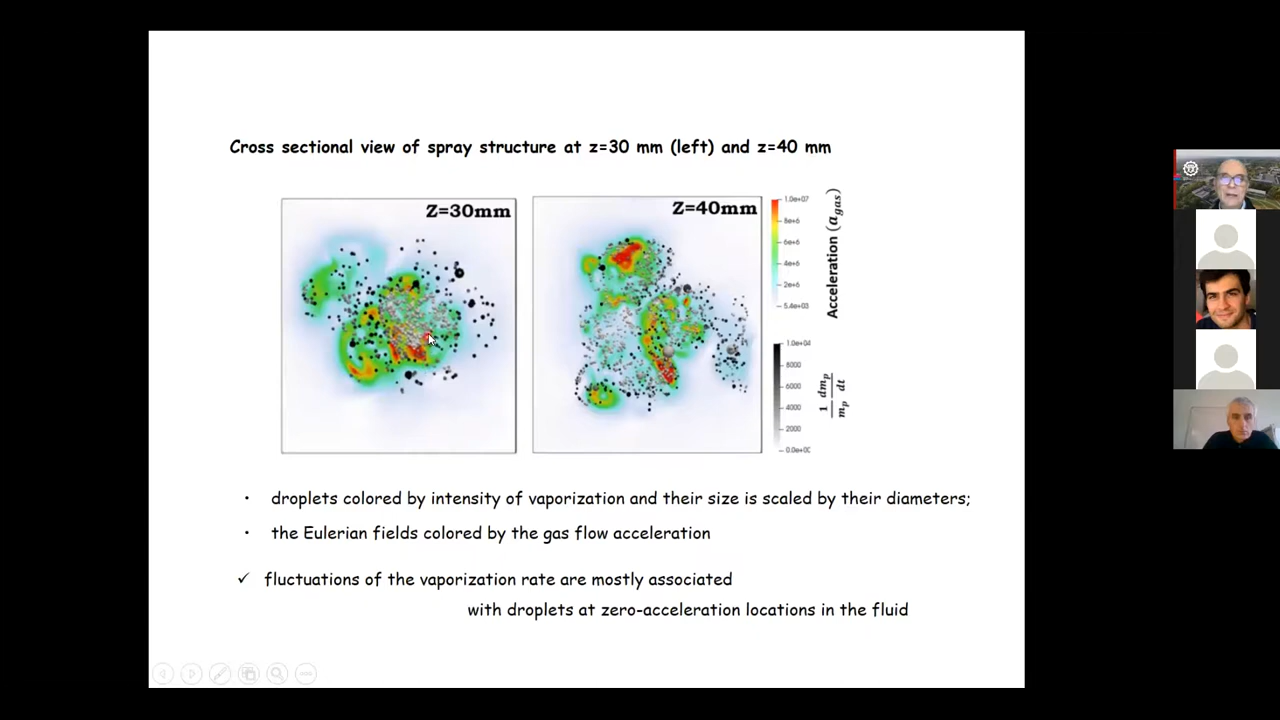 Cross sectional view of spray structure at z=30 mm (left) and z=40 mm
Z=30mm
Z=40mm
1.0e+07
8e+6
6e+6
4e+6
2e+6
5.4e+03
Acceleration (a_gas)
1.0e+04
8000
6000
4000
2000
0.0e+00
1/m_p dm_p/dt
• droplets colored by intensity of vaporization and their size is scaled by their diameters;
• the Eulerian fields colored by the gas flow acceleration
✓ fluctuations of the vaporization rate are mostly associated
with droplets at zero-acceleration locations in the fluid